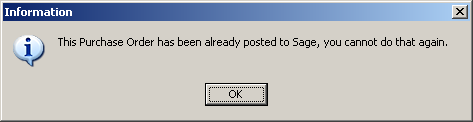 Information
This Purchase Order has been already posted to Sage, you cannot do that again.
OK